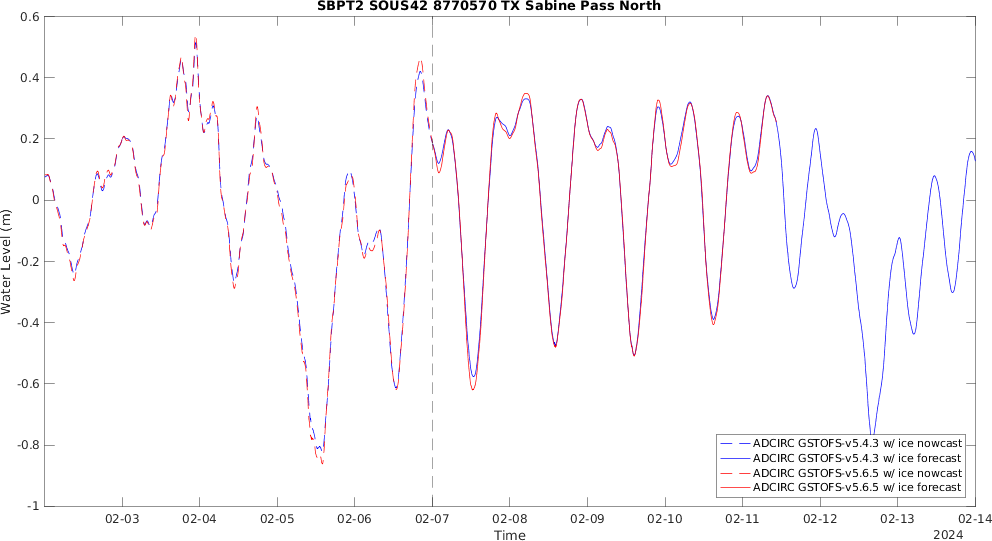 SBPT2 SOUS42 8770570 TX Sabine Pass North
0.6
0.4
0.2
0
-0.2
-0.4
-0.6
-0.8
-1
Water Level (m)
ADCIRC GSTOFS-v5.4.3 w/ ice nowcast
ADCIRC GSTOFS-v5.4.3 w/ ice forecast
ADCIRC GSTOFS-v5.6.5 w/ ice nowcast
ADCIRC GSTOFS-v5.6.5 w/ ice forecast
02-03 02-04 02-05 02-06 02-07 02-08 02-09 02-10 02-11 02-12 02-13 02-14
Time
2024